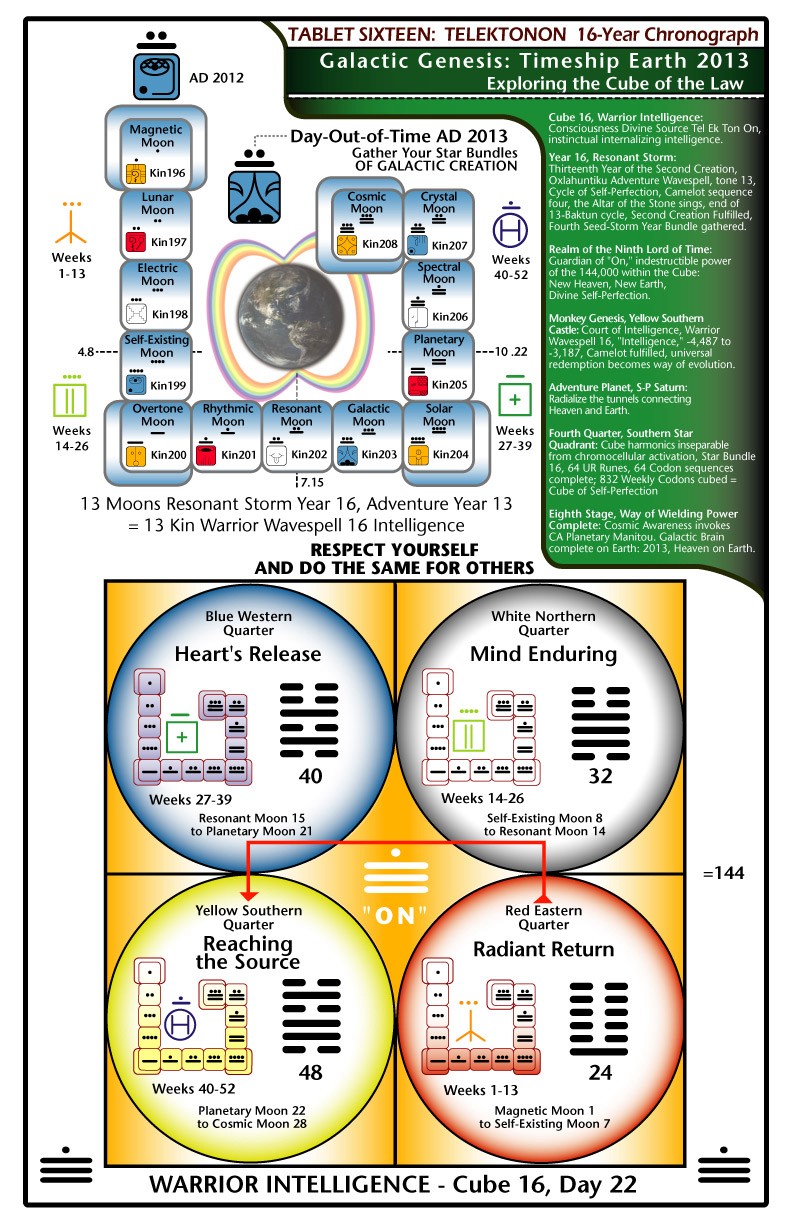 TABLET SIXTEEN: TELEKTONON 16-Year Chronograph
Galactic Genesis: Timeship Earth 2013
Exploring the Cube of the Law
AD 2012
Day-Out-of-Time AD 2013
Gather Your Star Bundles
OF GALACTIC CREATION
Magnetic
Moon
Kin196
Lunar
Moon
Kin197
Electric
Moon
Kin198
Self-Existing
Moon
Kin199
Overtone
Moon
Kin200
Rhythmic
Moon
Kin201
Resonant
Moon
Kin202
Galactic
Moon
Kin203
Solar
Moon
Kin204
Planetary
Moon
Kin205
Spectral
Moon
Kin206
Crystal
Moon
Kin207
Cosmic
Moon
Kin208
Weeks
1-13
4.8
Weeks
14-26
Weeks
40-52
10 .22
Weeks
27-39
7.15
13 Moons Resonant Storm Year 16, Adventure Year 13
= 13 Kin Warrior Wavespell 16 Intelligence
Cube 16, Warrior Intelligence:
Consciousness Divine Source Tel Ek Ton On,
instinctual internalizing intelligence.
Year 16, Resonant Storm:
Thirteenth Year of the Second Creation,
Oxlahuntiku Adventure Wavespell, tone 13,
Cycle of Self-Perfection, Camelot sequence
four, the Altar of the Stone sings, end of
13-Baktun cycle, Second Creation Fulfilled,
Fourth Seed-Storm Year Bundle gathered.
Realm of the Ninth Lord of Time:
Guardian of "On," indestructible power
of the 144,000 within the Cube:
New Heaven, New Earth,
Divine Self-Perfection.
Monkey Genesis, Yellow Southern
Castle: Court of Intelligence, Warrior
Wavespell 16, "Intelligence," -4,487 to
-3,187, Camelot fulfilled, universal
redemption becomes way of evolution.
Adventure Planet, S-P Saturn:
Radialize the tunnels connecting
Heaven and Earth.
Fourth Quarter, Southern Star
Quadrant: Cube harmonics inseparable
from chromocellular activation, Star Bundle
16, 64 UR Runes, 64 Codon sequences
complete; 832 Weekly Codons cubed =
Cube of Self-Perfection
Eighth Stage, Way of Wielding Power
Complete: Cosmic Awareness invokes
CA Planetary Manitou. Galactic Brain
complete on Earth: 2013, Heaven on Earth.
RESPECT YOURSELF
AND DO THE SAME FOR OTHERS
Blue Western
Quarter
Heart's Release
40
Weeks 27-39
Resonant Moon 15
to Planetary Moon 21
White Northern
Quarter
Mind Enduring
32
Weeks 14-26
Self-Existing Moon 8
to Resonant Moon 14
"ON"
=144
Yellow Southern
Quarter
Reaching
the Source
48
Weeks 40-52
Planetary Moon 22
to Cosmic Moon 28
Red Eastern
Quarter
Radiant Return
24
Weeks 1-13
Magnetic Moon 1
to Self-Existing Moon 7
WARRIOR INTELLIGENCE - Cube 16, Day 22